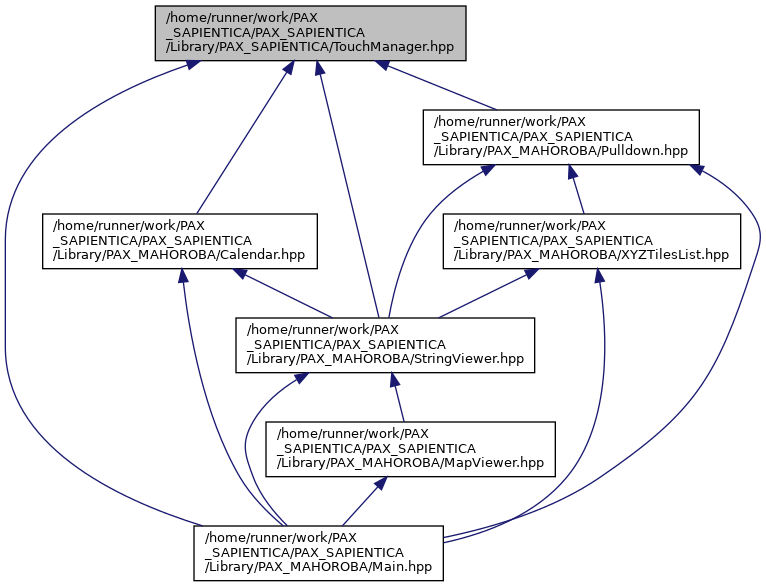 /home/runner/work/PAX
_SAPIENTICA/PAX_SAPIENTICA
/Library/PAX_SAPIENTICA/TouchManager.hpp
/home/runner/work/PAX
_SAPIENTICA/PAX_SAPIENTICA
/Library/PAX_MAHOROBA/Pulldown.hpp
/home/runner/work/PAX
_SAPIENTICA/PAX_SAPIENTICA
/Library/PAX_MAHOROBA/Calendar.hpp
/home/runner/work/PAX
_SAPIENTICA/PAX_SAPIENTICA
/Library/PAX_MAHOROBA/XYZTilesList.hpp
/home/runner/work/PAX
_SAPIENTICA/PAX_SAPIENTICA
/Library/PAX_MAHOROBA/StringViewer.hpp
/home/runner/work/PAX
_SAPIENTICA/PAX_SAPIENTICA
/Library/PAX_MAHOROBA/MapViewer.hpp
/home/runner/work/PAX
_SAPIENTICA/PAX_SAPIENTICA
/Library/PAX_MAHOROBA/Main.hpp